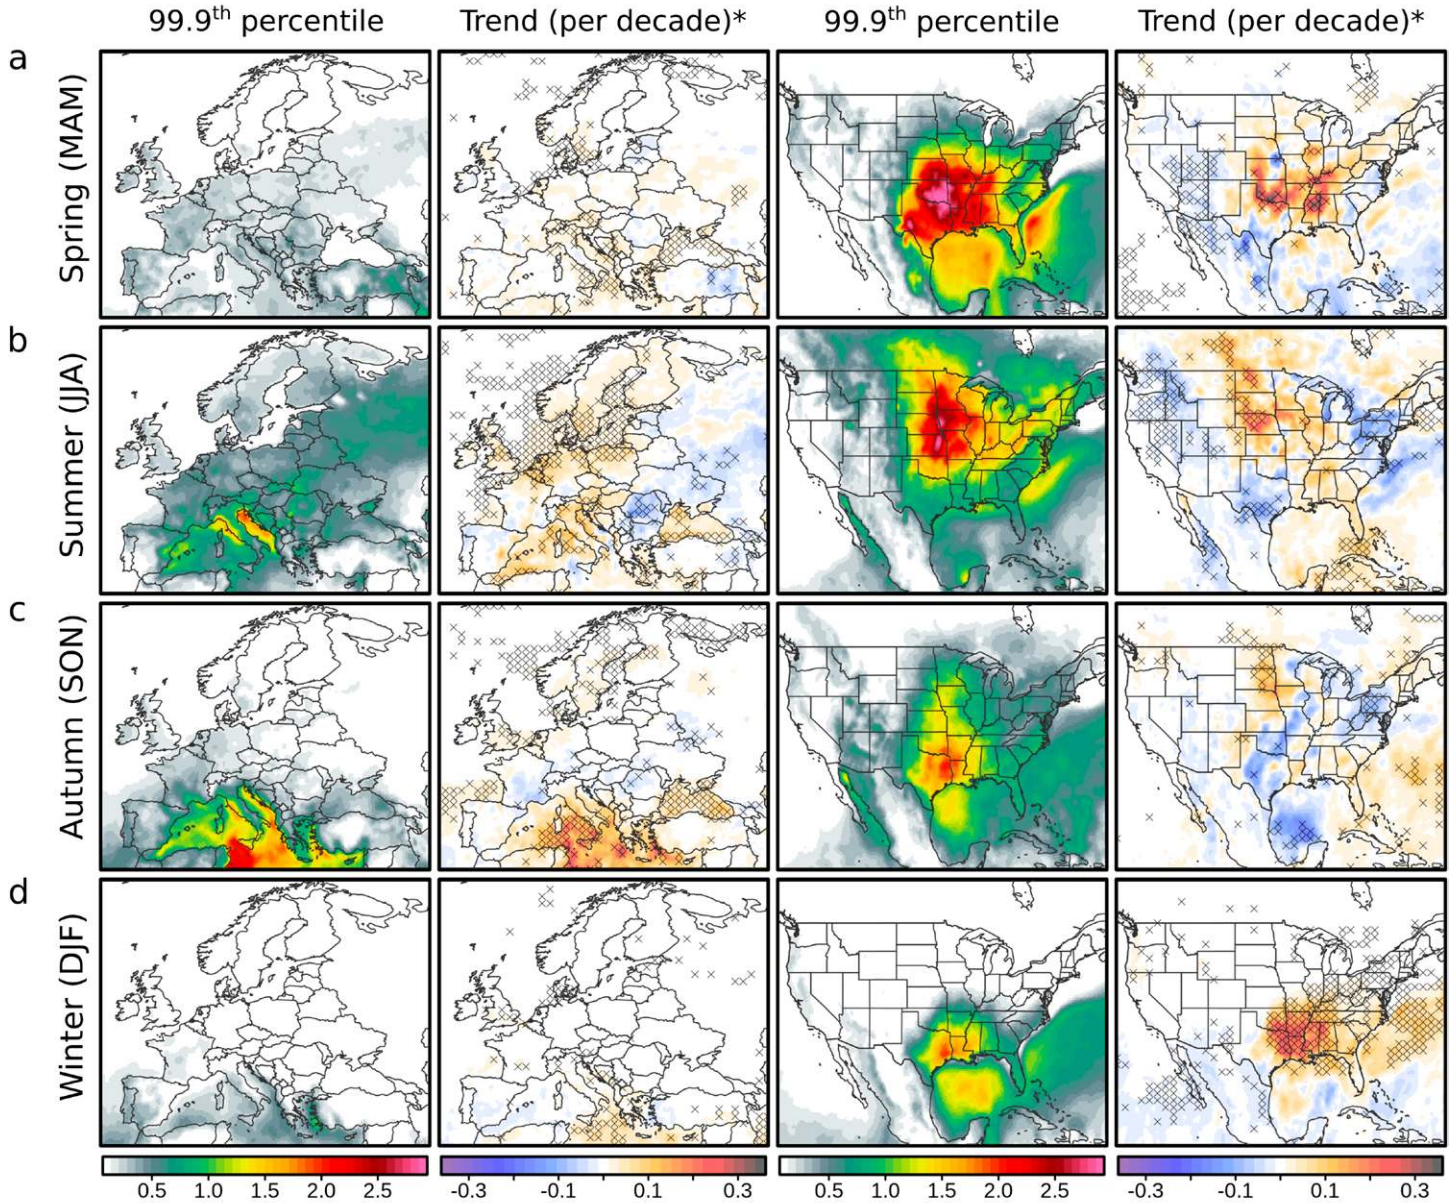 99.9th percentile Trend (per decade)* 99.9th percentile Trend (per decade)*
a
Spring (MAM)
b
Summer (JJA)
c
Autumn (SON)
d
Winter (DJF)
0.5 1.0 1.5 2.0 2.5 -0.3 -0.1 0.1 0.3 0.5 1.0 1.5 2.0 2.5 -0.3 -0.1 0.1 0.3